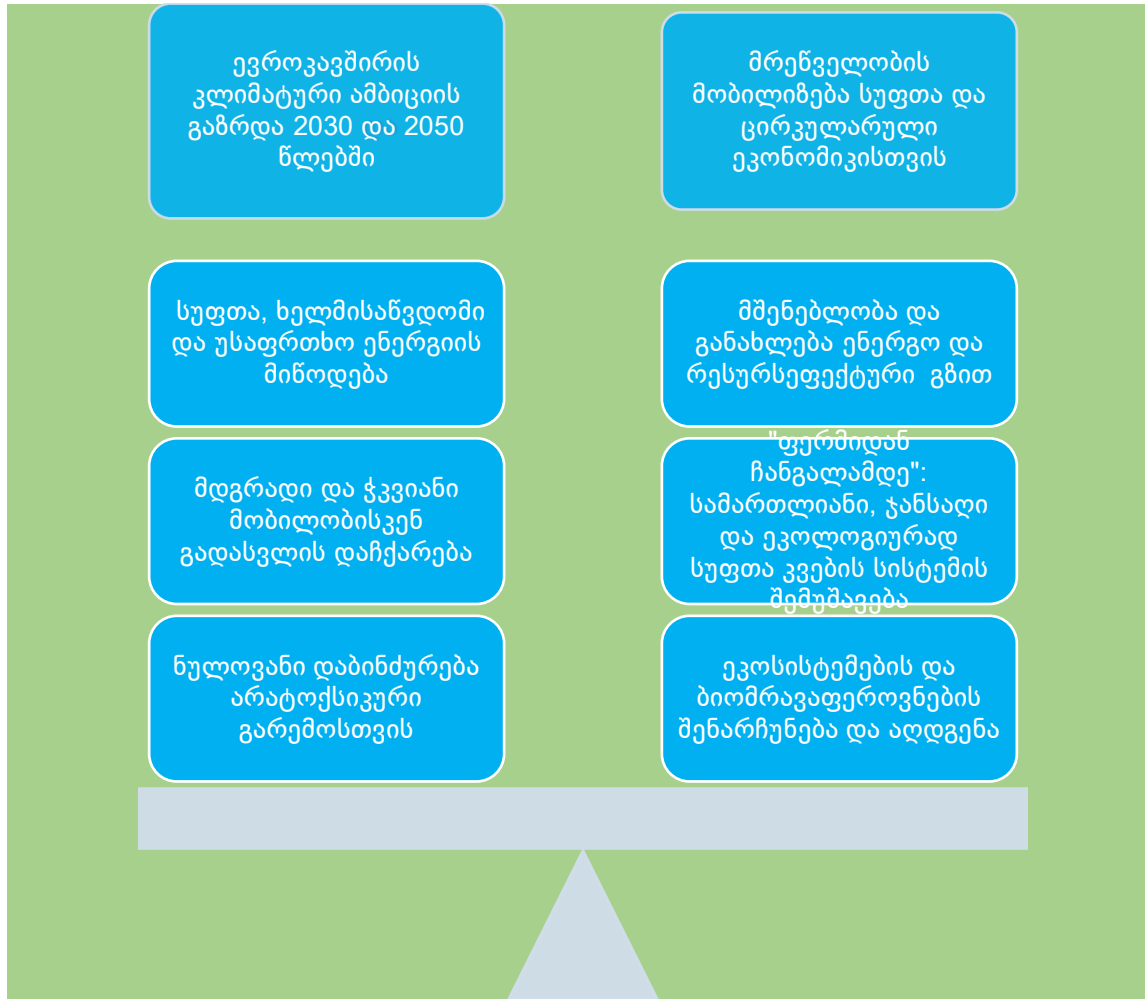 ევროკავშირის
კლიმატური ამბიციის
გაზრდა 2030 და 2050
წლებში
მრეწველობის
მობილიზება სუფთა და
ცირკულარული
ეკონომიკისთვის
სუფთა, ხელმისაწვდომი
და უსაფრთხო ენერგიის
მიწოდება
მშენებლობა და
განახლება ენერგო და
რესურსეფექტური გზით
მდგრადი და ჭკვიანი
მობილობისკენ
გადასვლის დაჩქარება
"ფერმიდან
ჩანგალამდე":
სამართლიანი, ჯანსაღი
და ეკოლოგიურად
სუფთა კვების სისტემის
შემუშავება
ნულოვანი დაბინძურება
არატოქსიკური
გარემოსთვის
ეკოსისტემების და
ბიომრავაფეროვნების
შენარჩუნება და აღდგენა